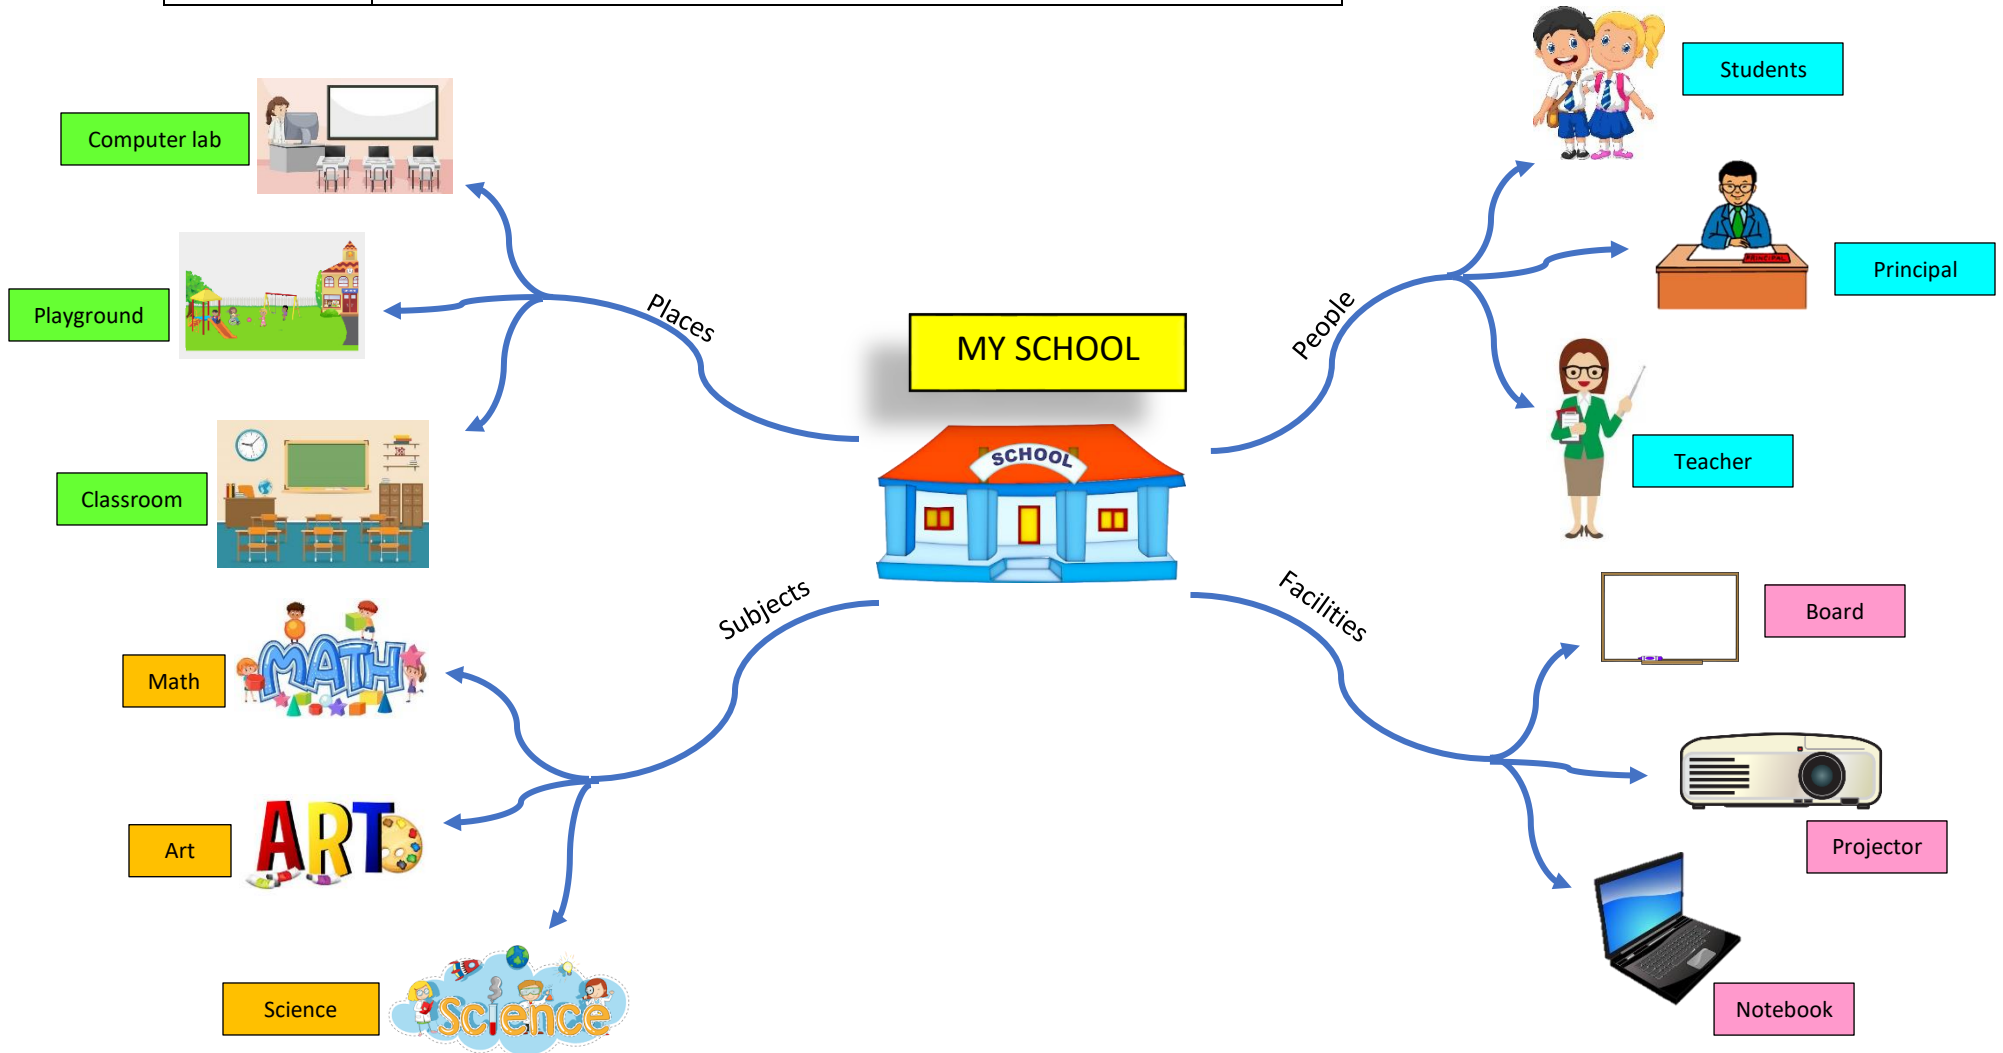 MY SCHOOL
SCHOOL
Places
Computer lab
Playground
Classroom
People
Students
Principal
PRINCIPAL
Teacher
Subjects
Math
MATH
Art
ART
Science
Science
Facilities
Board
Projector
Notebook